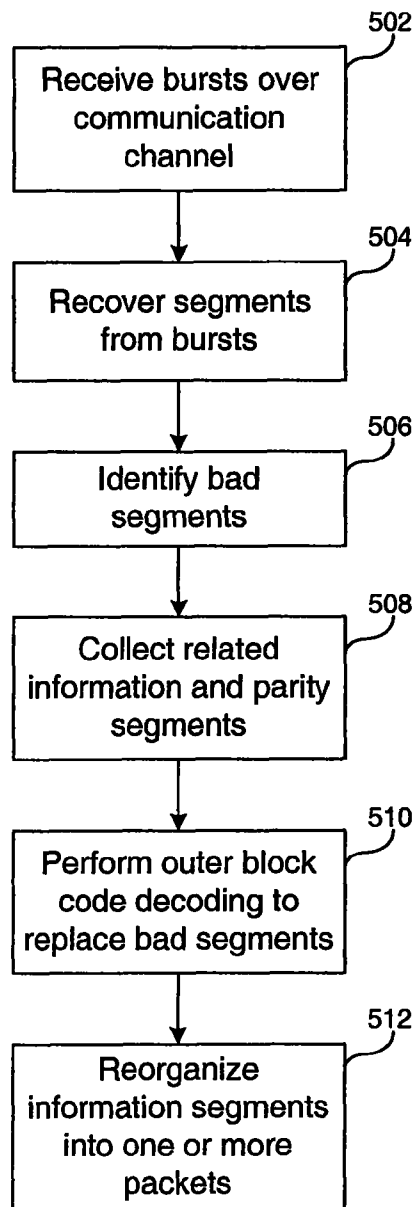 502
Receive bursts over
communication
channel
504
Recover segments
from bursts
506
Identify bad
segments
508
Collect related
information and parity
segments
510
Perform outer block
code decoding to
replace bad segments
512
Reorganize
information segments
into one or more
packets